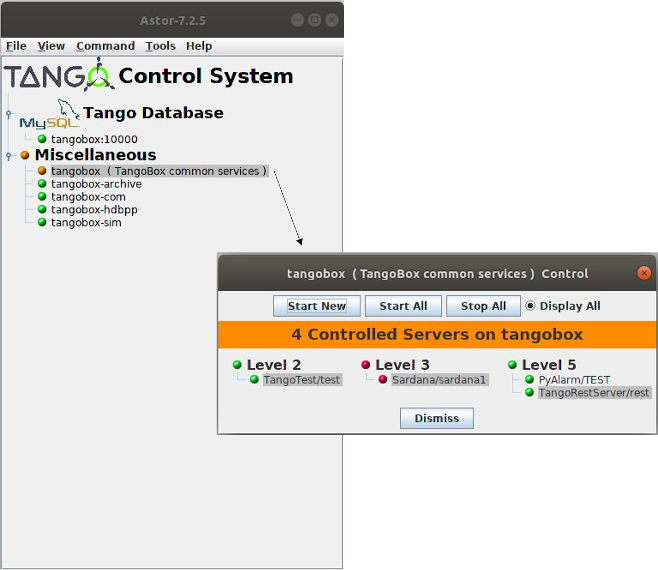 Astor-7.2.5
File View Command Tools Help
TANGO Control System
MySQL Tango Database
tangobox:10000
Miscellaneous
tangobox ( TangoBox common services )
tangobox-archive
tangobox-com
tangobox-hdbpp
tangobox-sim
tangobox ( TangoBox common services ) Control
Start New Start All Stop All Display All
4 Controlled Servers on tangobox
Level 2 Level 3 Level 5
TangoTest/test Sardana/sardana1 PyAlarm/TEST
TangoRestServer/rest
Dismiss